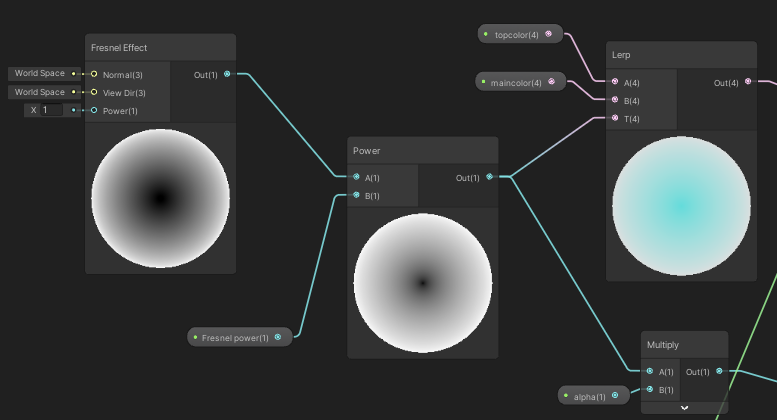 Fresnel Effect
World Space
Normal(3)
Out(1)
World Space
View Dir(3)
X 1
Power(1)
Power
A(1)
Out(1)
B(1)
Fresnel power(1)
topcolor(4)
maincolor(4)
Lerp
A(4)
Out(4)
B(4)
T(4)
Multiply
A(1)
Out(1)
B(1)
alpha(1)